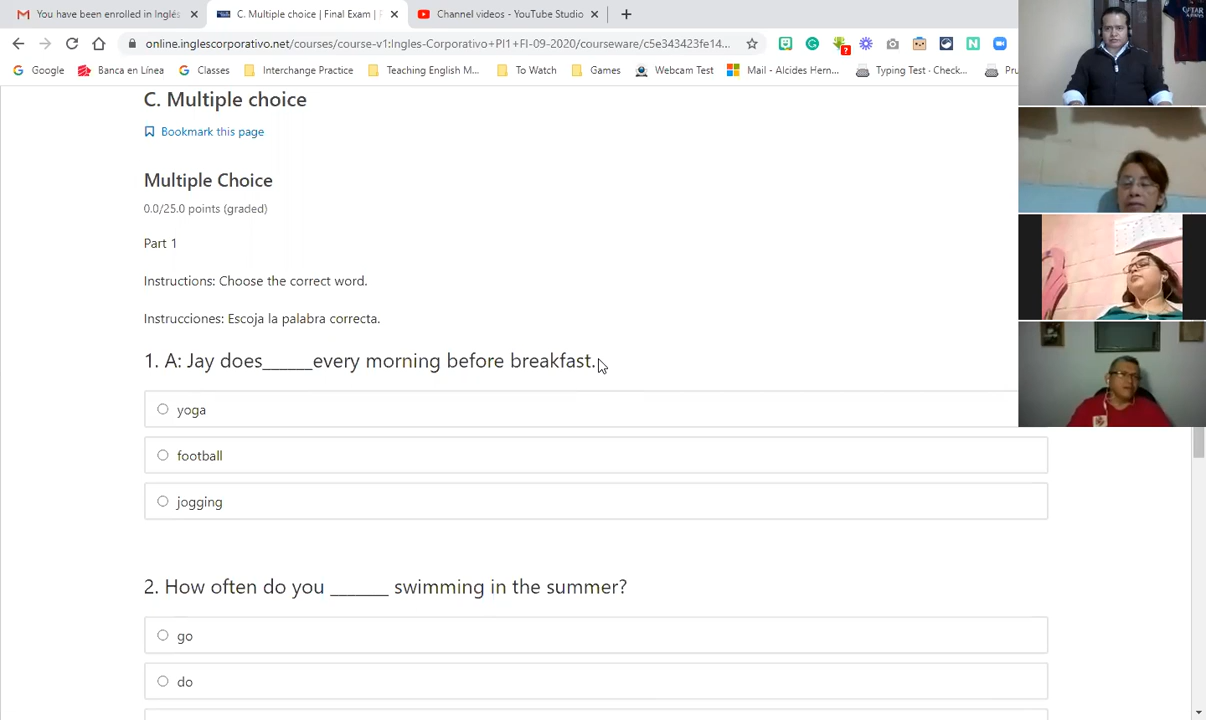 You have been enrolled in Inglés
C. Multiple choice | Final Exam |
Channel videos - YouTube Studio
online.inglescorporativo.net/courses/course-v1:Ingles-Corporativo+PI1+FI-09-2020/courseware/c5e343423fe14...
Google
Banca en Línea
Classes
Interchange Practice
Teaching English M...
To Watch
Games
Webcam Test
Mail - Alcides Hern...
Typing Test · Check...
Pru
C. Multiple choice
Bookmark this page
Multiple Choice
0.0/25.0 points (graded)
Part 1
Instructions: Choose the correct word.
Instrucciones: Escoja la palabra correcta.
1. A: Jay does______every morning before breakfast.
yoga
football
jogging
2. How often do you ______ swimming in the summer?
go
do